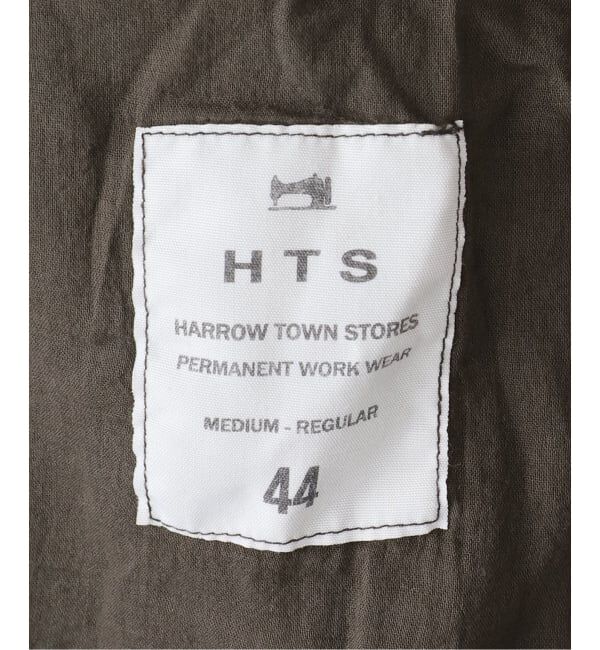 HTS
HARROW TOWN STORES
PERMANENT WORK WEAR
MEDIUM - REGULAR
44